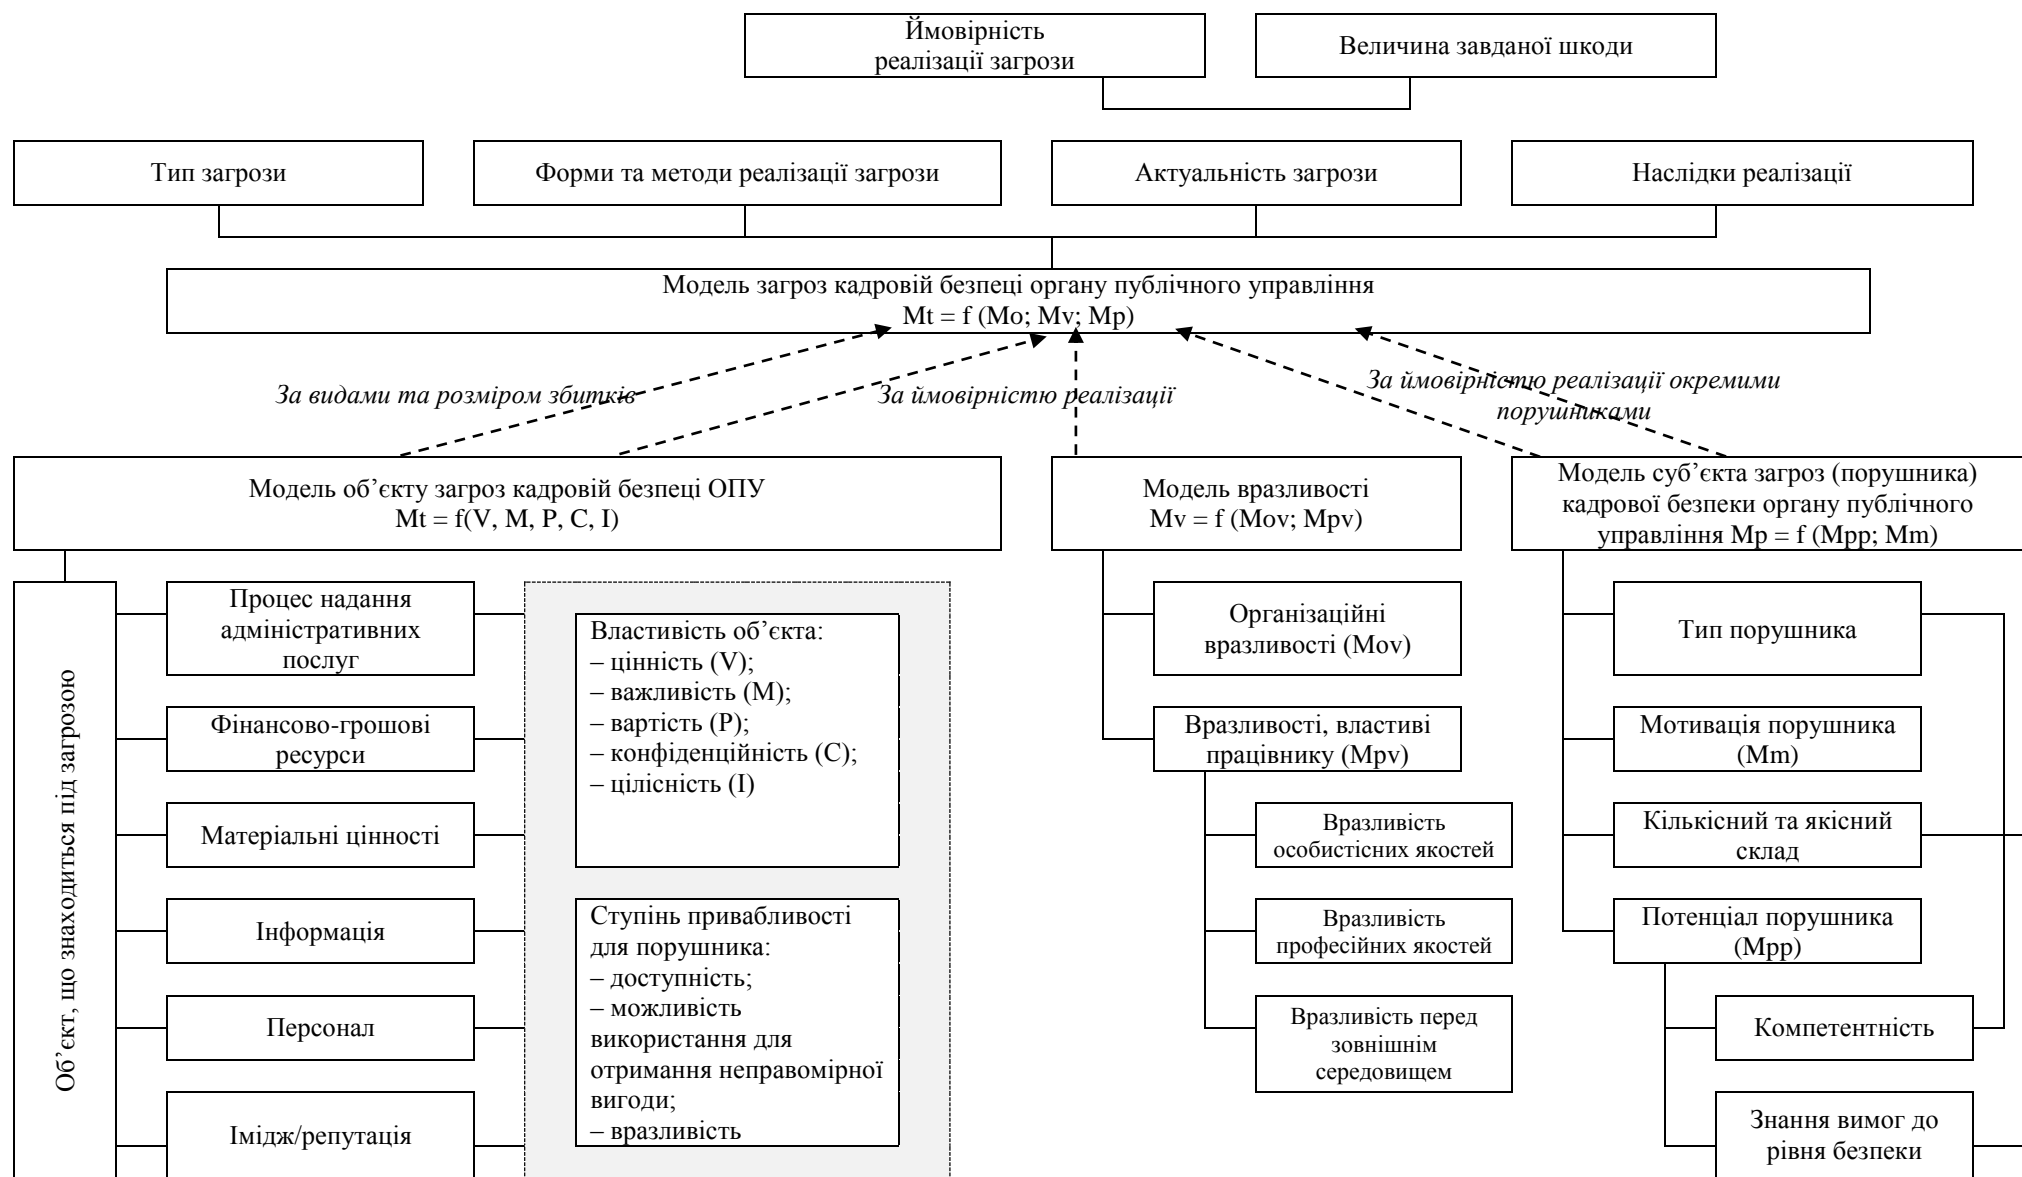 Ймовірність
реалізації загрози
Величина завданої шкоди
Тип загрози
Форми та методи реалізації загрози
Актуальність загрози
Наслідки реалізації
Модель загроз кадровій безпеці органу публічного управління
Mt = f (Mo; Mv; Mp)
За видами та розміром збитків
За ймовірністю реалізації
За ймовірністю реалізації окремими
порушниками
Модель об’єкту загроз кадровій безпеці ОПУ
Mt = f(V, M, P, C, I)
Модель вразливості
Mv = f (Mov; Mpv)
Модель суб’єкта загроз (порушника)
кадрової безпеки органу публічного
управління Mp = f (Mpp; Mm)
Об’єкт, що знаходиться під загрозою
Процес надання
адміністративних
послуг
Фінансово-грошові
ресурси
Матеріальні цінності
Інформація
Персонал
Імідж/репутація
Властивість об’єкта:
– цінність (V);
– важливість (M);
– вартість (P);
– конфіденційність (C);
– цілісність (I)
Ступінь привабливості
для порушника:
– доступність;
– можливість
використання для
отримання неправомірної
вигоди;
– вразливість
Організаційні
вразливості (Mov)
Вразливості, властиві
працівнику (Mpv)
Вразливість
особистісних якостей
Вразливість
професійних якостей
Вразливість перед
зовнішнім
середовищем
Тип порушника
Мотивація порушника
(Mm)
Кількісний та якісний
склад
Потенціал порушника
(Mpp)
Компетентність
Знання вимог до
рівня безпеки